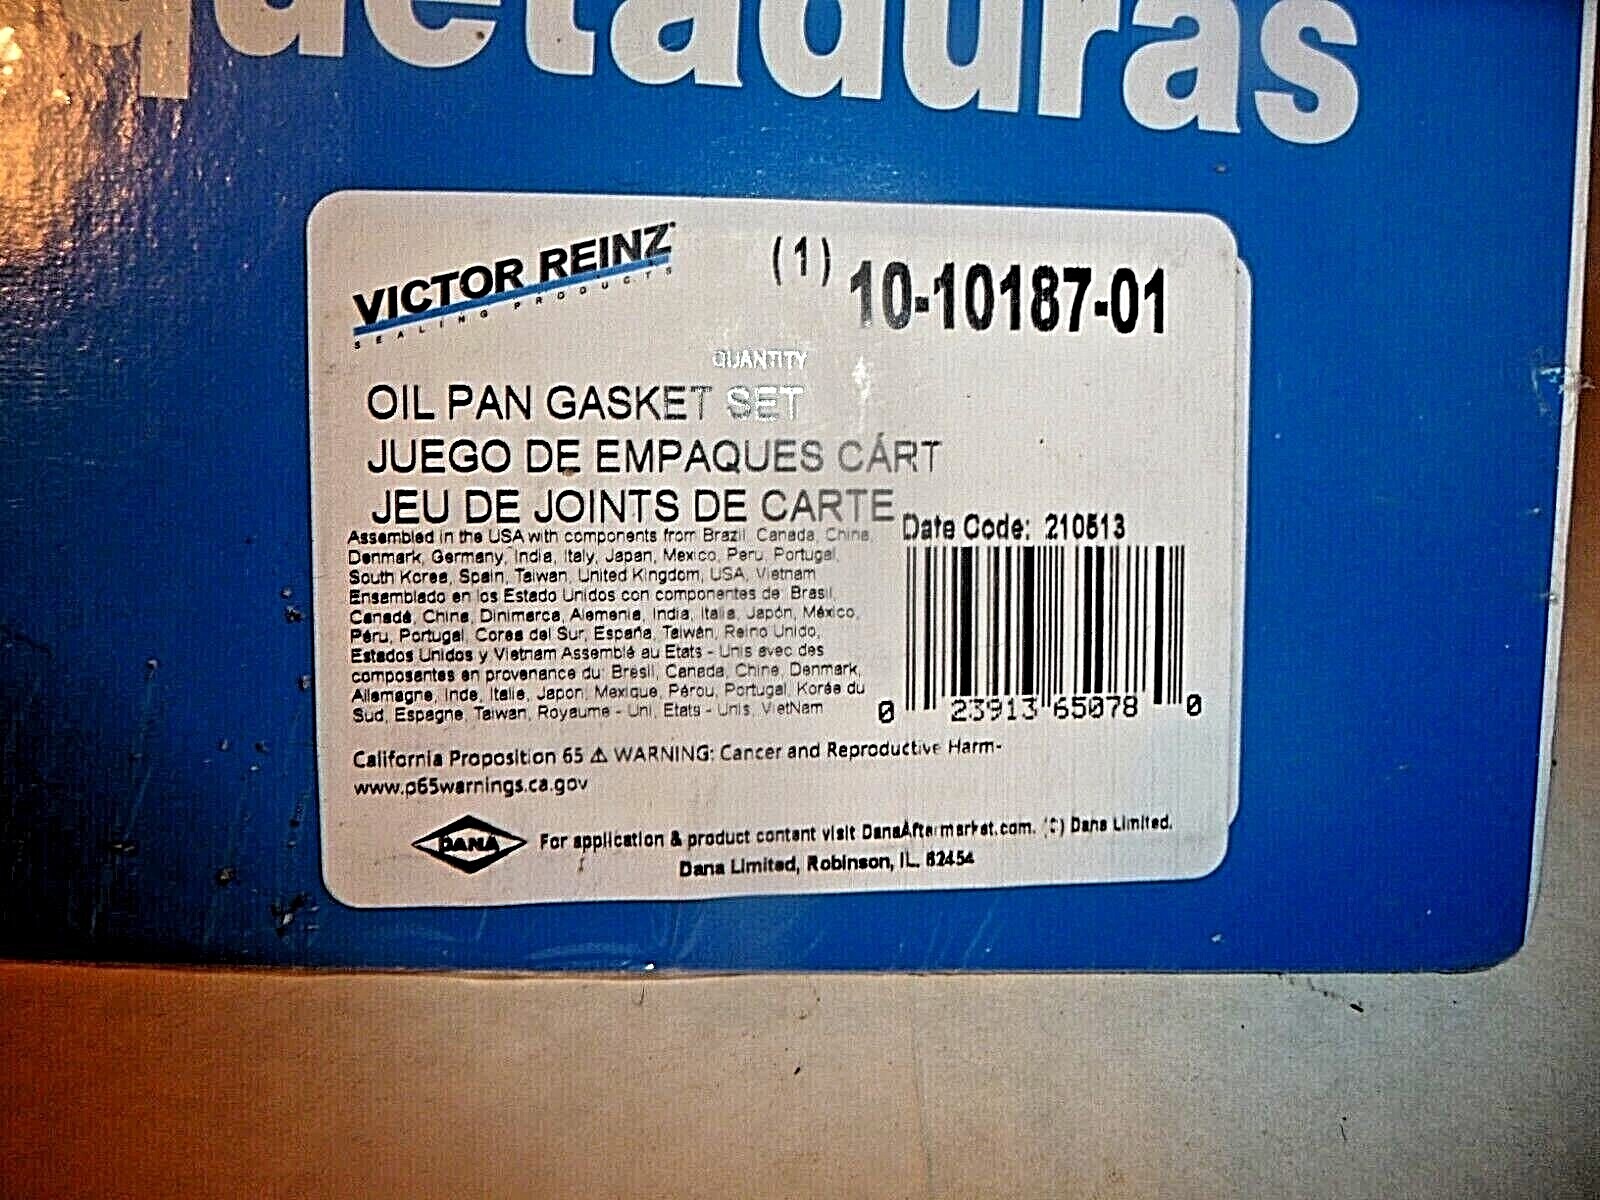 quetaduras
VICTOR REINZ
SEALING PRODUCTS
(1) 10-10187-01
QUANTITY
OIL PAN GASKET SET
JUEGO DE EMPAQUES CÁRT
JEU DE JOINTS DE CARTE
Date Code: 210513
Assembled in the USA with components from Brazil, Canada, China,
Denmark, Germany, India, Italy, Japan, Mexico, Peru, Portugal,
South Korea, Spain, Taiwan, United Kingdom, USA, Vietnam
Ensamblado en los Estado Unidos con componentes de: Brasil,
Canadá, China, Dinimarca, Alemania, India, Italia, Japón, México,
Péru, Portugal, Corea del Sur, España, Taiwán, Reino Unido,
Estados Unidos y Vietnam Assemblé au Etats - Unis avec des
composantes en provenance du: Brésil, Canada, Chine, Denmark,
Allemagne, Inde, Italie, Japon, Mexique, Pérou, Portugal, Korée du
Sud, Espagne, Taiwan, Royaume - Uni, Etats - Unis, VietNam
0 23913 65078 0
California Proposition 65 ⚠ WARNING: Cancer and Reproductive Harm-
www.p65warnings.ca.gov
DANA
For application & product content visit DanaAftermarket.com. (C) Dana Limited.
Dana Limited, Robinson, IL. 62454